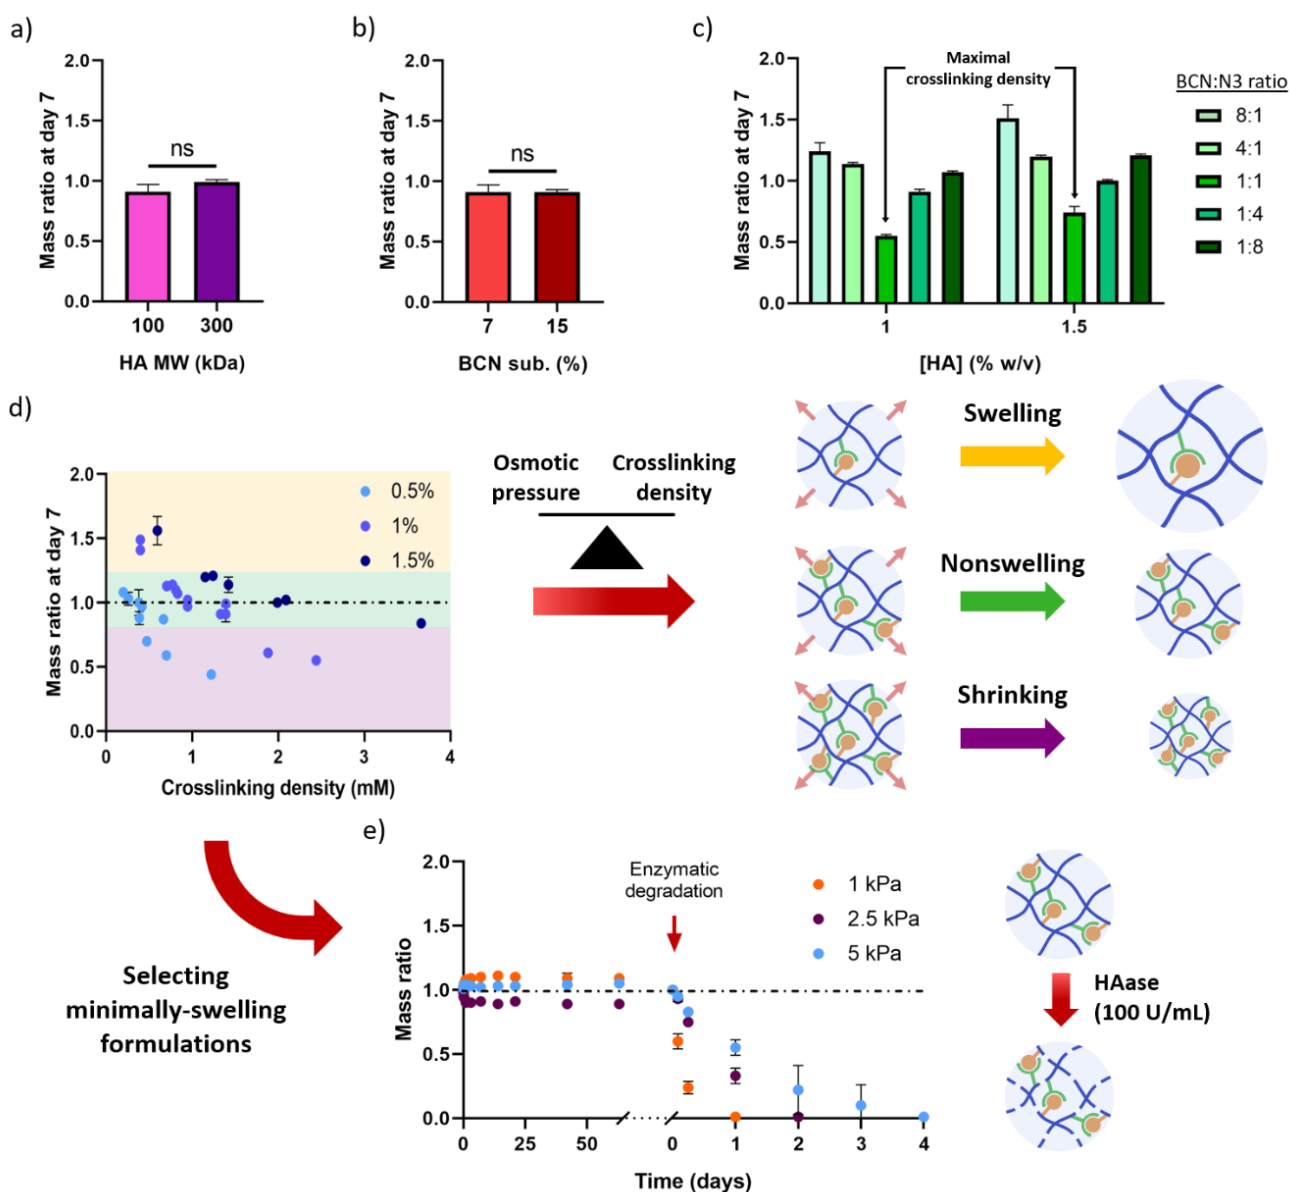 a)
Mass ratio at day 7
2.0
1.5
1.0
0.5
0.0
ns
100
300
HA MW (kDa)
b)
Mass ratio at day 7
2.0
1.5
1.0
0.5
0.0
ns
7
15
BCN sub. (%)
c)
Mass ratio at day 7
2.0
1.5
1.0
0.5
0.0
Maximal
crosslinking density
1
1.5
[HA] (% w/v)
BCN:N3 ratio
8:1
4:1
1:1
1:4
1:8
d)
Mass ratio at day 7
2.0
1.5
1.0
0.5
0.0
0.5%
1%
1.5%
0
1
2
3
4
Crosslinking density (mM)
Osmotic
pressure
Crosslinking
density
Swelling
Nonswelling
Shrinking
Selecting
minimally-swelling
formulations
e)
Mass ratio
2.0
1.5
1.0
0.5
0.0
Enzymatic
degradation
1 kPa
2.5 kPa
5 kPa
0
25
50
0
1
2
3
4
Time (days)
HAase
(100 U/mL)